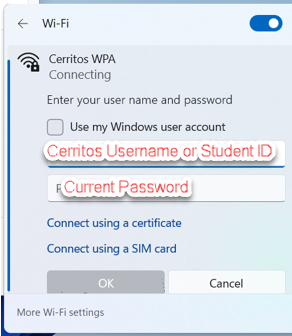 Wi-Fi
Cerritos WPA
Connecting
Enter your user name and password
Use my Windows user account
Cerritos Username or Student ID
Current Password
Connect using a certificate
Connect using a SIM card
OK
Cancel
More Wi-Fi settings